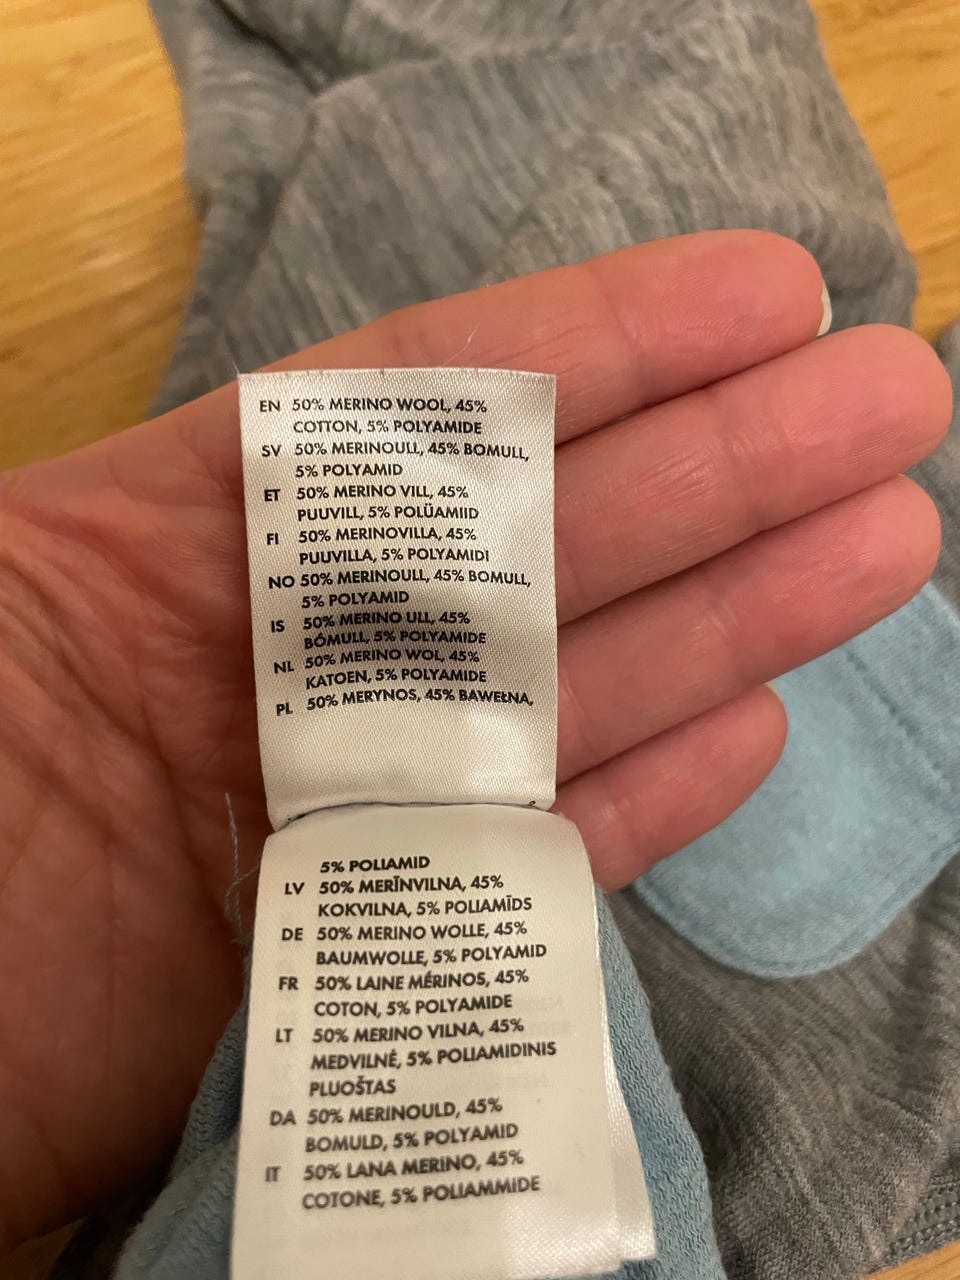 EN 50% MERINO WOOL, 45%
COTTON, 5% POLYAMIDE
SV 50% MERINOULL, 45% BOMULL,
5% POLYAMID
ET 50% MERINO VILL, 45%
PUUVILL, 5% POLÜAMIID
FI 50% MERINOVILLA, 45%
PUUVILLA, 5% POLYAMIDI
NO 50% MERINOULL, 45% BOMULL,
5% POLYAMID
IS 50% MERINO ULL, 45%
BÓMULL, 5% POLYAMIDE
NL 50% MERINO WOL, 45%
KATOEN, 5% POLYAMIDE
PL 50% MERYNOS, 45% BAWEŁNA,
5% POLIAMID
LV 50% MERĪNVILNA, 45%
KOKVILNA, 5% POLIAMĪDS
DE 50% MERINO WOLLE, 45%
BAUMWOLLE, 5% POLYAMID
FR 50% LAINE MÉRINOS, 45%
COTON, 5% POLYAMIDE
LT 50% MERINO VILNA, 45%
MEDVILNĖ, 5% POLIAMIDINIS
PLUOŠTAS
DA 50% MERINOULD, 45%
BOMULD, 5% POLYAMID
IT 50% LANA MERINO, 45%
COTONE, 5% POLIAMMIDE